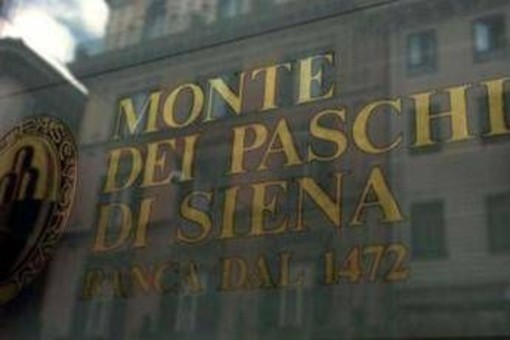 MONTE
DEI PASCHI
DI SIENA
BANCA DAL 1472